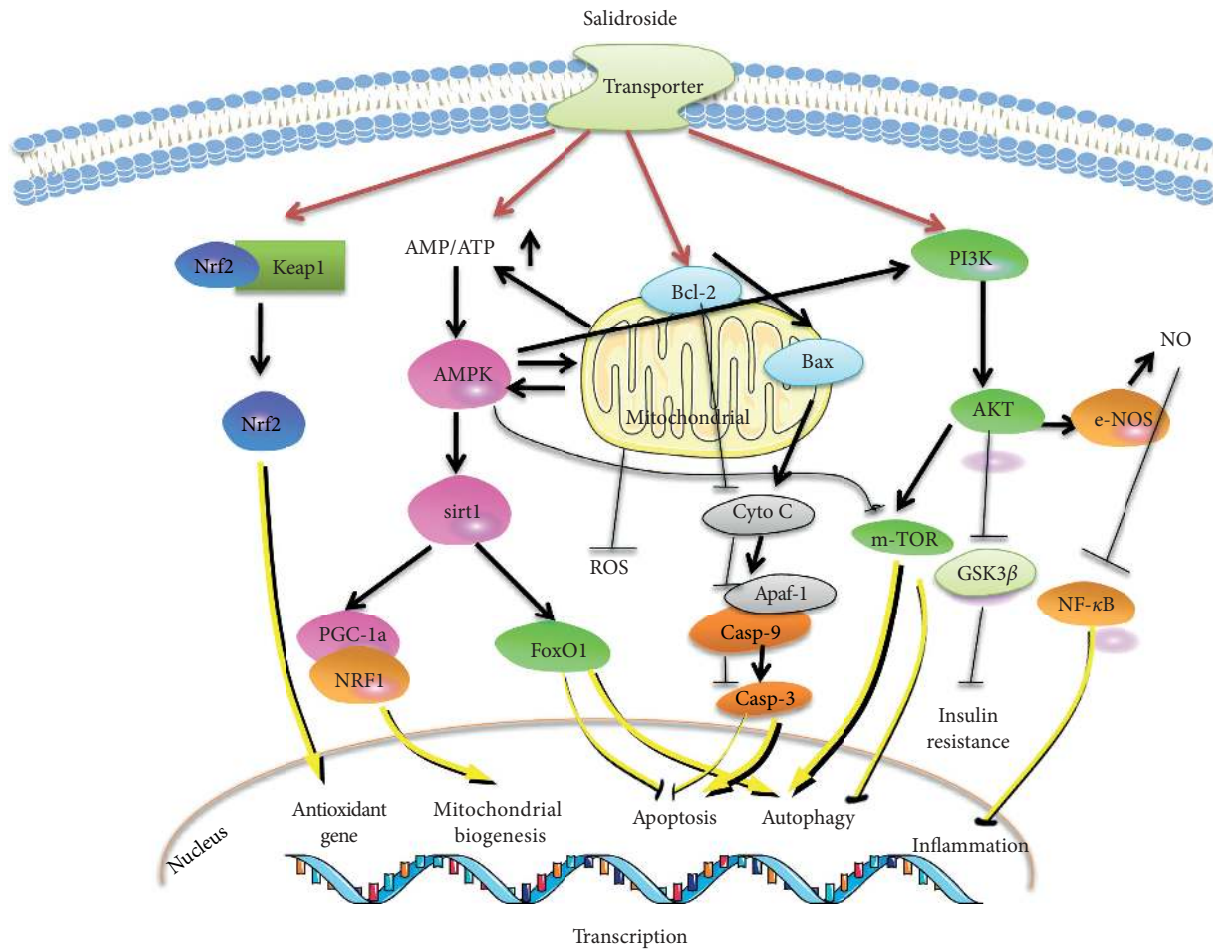 Salidroside
Transporter
Nrf2
Keap1
AMP/ATP
Bcl-2
PI3K
Bax
NO
AMPK
Mitochondrial
AKT
e-NOS
Nrf2
sirt1
Cyto C
m-TOR
ROS
GSK3β
Apaf-1
NF-κB
PGC-1a
Casp-9
FoxO1
NRF1
Casp-3
Insulin
resistance
Antioxidant
gene
Mitochondrial
biogenesis
Apoptosis
Autophagy
Inflammation
Nucleus
Transcription